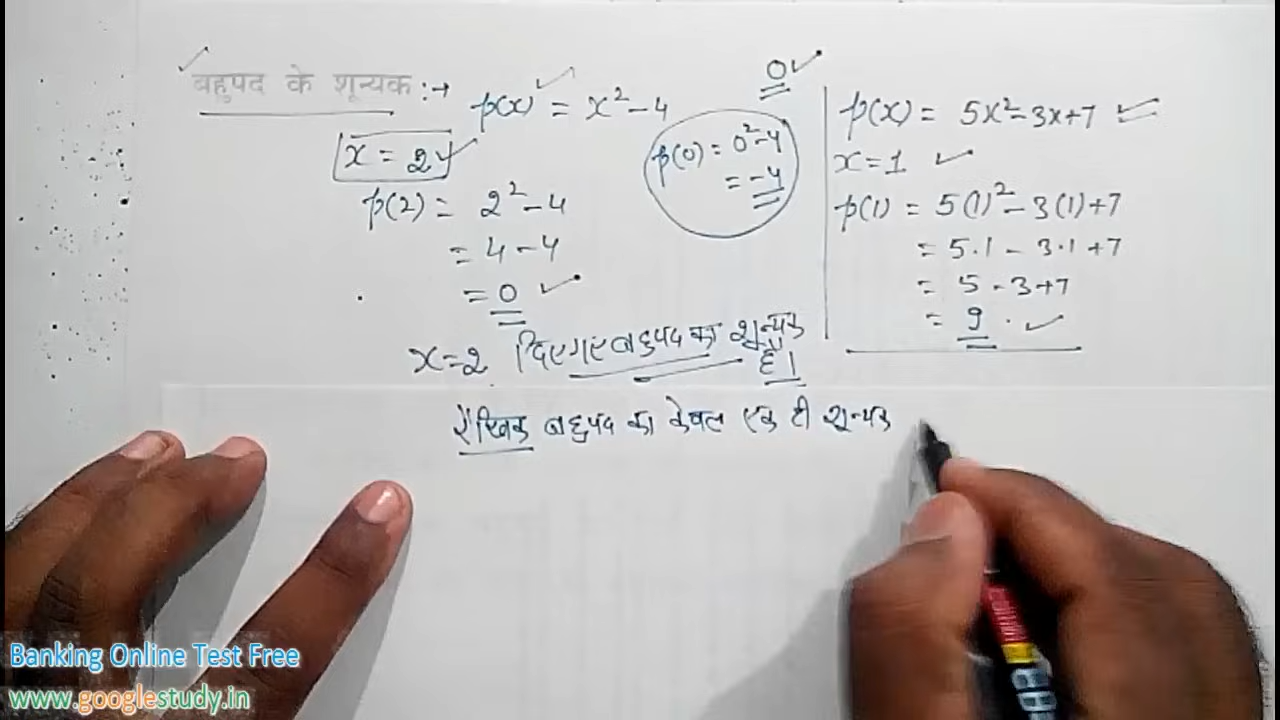 बहुपद के शून्यक :→ p(x) = x² - 4
x = 2
p(2) = 2² - 4
= 4 - 4
= 0
0
p(0) = 0² - 4
= -4
x = 2 दिए गए बहुपद का शून्यक
है।
p(x) = 5x² - 3x + 7
x = 1
p(1) = 5(1)² - 3(1) + 7
= 5.1 - 3.1 + 7
= 5 - 3 + 7
= 9
रैखिक बहुपद का केवल एक ही शून्यक
Banking Online Test Free
www.googlestudy.in